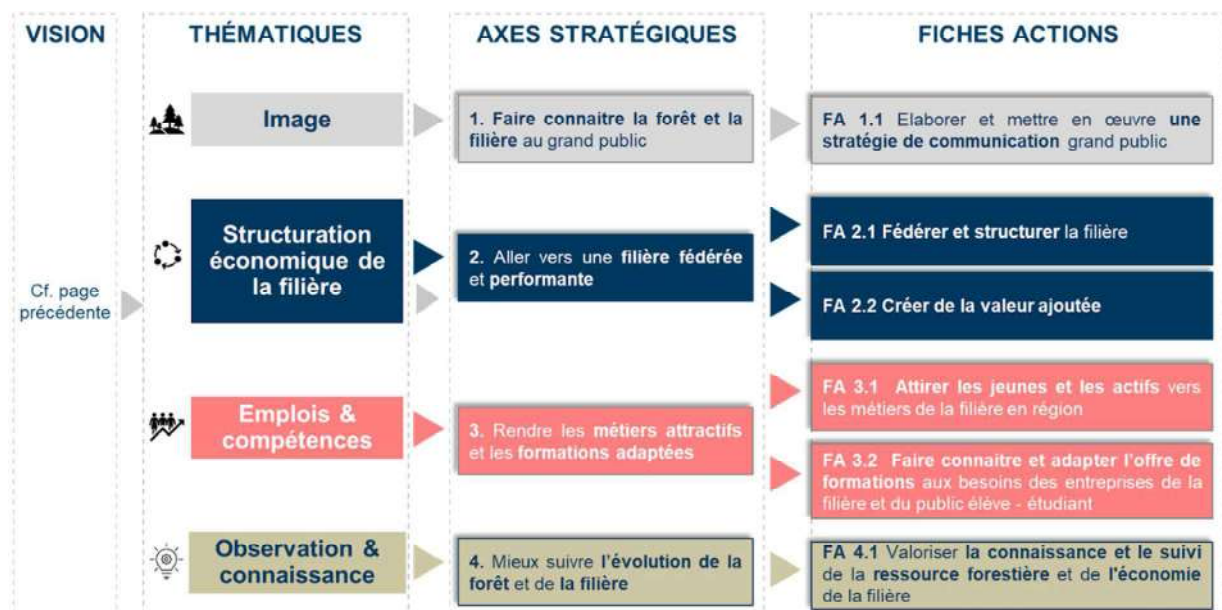 VISION
THÉMATIQUES
AXES STRATÉGIQUES
FICHES ACTIONS
Cf. page
précédente
Image
1. Faire connaitre la forêt et la
filière au grand public
FA 1.1 Elaborer et mettre en œuvre une
stratégie de communication grand public
Structuration
économique de
la filière
2. Aller vers une filière fédérée
et performante
FA 2.1 Fédérer et structurer la filière
FA 2.2 Créer de la valeur ajoutée
Emplois &
compétences
3. Rendre les métiers attractifs
et les formations adaptées
FA 3.1 Attirer les jeunes et les actifs vers
les métiers de la filière en région
FA 3.2 Faire connaitre et adapter l'offre de
formations aux besoins des entreprises de la
filière et du public élève - étudiant
Observation &
connaissance
4. Mieux suivre l'évolution de la
forêt et de la filière
FA 4.1 Valoriser la connaissance et le suivi
de la ressource forestière et de l'économie
de la filière